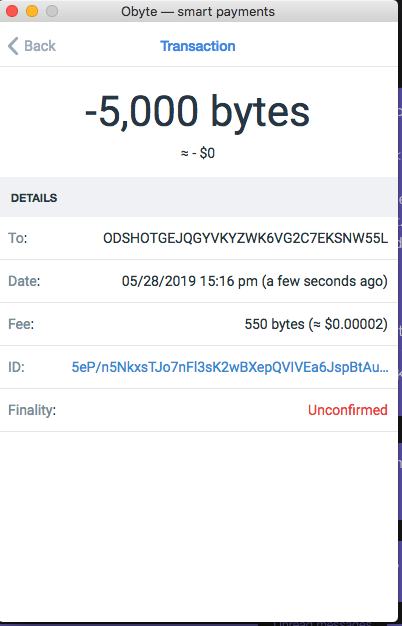 Obyte — smart payments
Back
Transaction
-5,000 bytes
≈ - $0
DETAILS
To: ODSHOTGEJQGYVKYZWK6VG2C7EKSNW55L
Date: 05/28/2019 15:16 pm (a few seconds ago)
Fee: 550 bytes (≈ $0.00002)
ID: 5eP/n5NkxsTJo7nFl3sK2wBXepQVIVEa6JspBtAu...
Finality: Unconfirmed